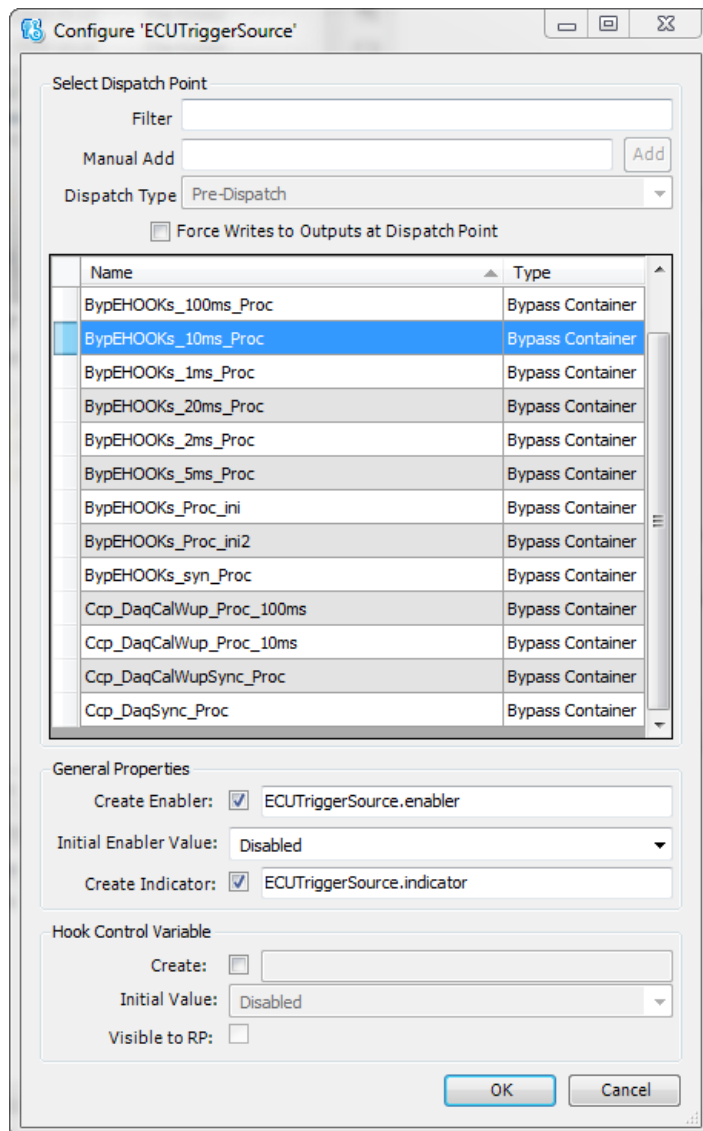 Configure 'ECUTriggerSource'
Select Dispatch Point
Filter
Manual Add Add
Dispatch Type Pre-Dispatch
Force Writes to Outputs at Dispatch Point
Name Type
BypEHOOKs_100ms_Proc Bypass Container
BypEHOOKs_10ms_Proc Bypass Container
BypEHOOKs_1ms_Proc Bypass Container
BypEHOOKs_20ms_Proc Bypass Container
BypEHOOKs_2ms_Proc Bypass Container
BypEHOOKs_5ms_Proc Bypass Container
BypEHOOKs_Proc_ini Bypass Container
BypEHOOKs_Proc_ini2 Bypass Container
BypEHOOKs_syn_Proc Bypass Container
Ccp_DaqCalWup_Proc_100ms Bypass Container
Ccp_DaqCalWup_Proc_10ms Bypass Container
Ccp_DaqCalWupSync_Proc Bypass Container
Ccp_DaqSync_Proc Bypass Container
General Properties
Create Enabler: ECUTriggerSource.enabler
Initial Enabler Value: Disabled
Create Indicator: ECUTriggerSource.indicator
Hook Control Variable
Create:
Initial Value: Disabled
Visible to RP:
OK Cancel